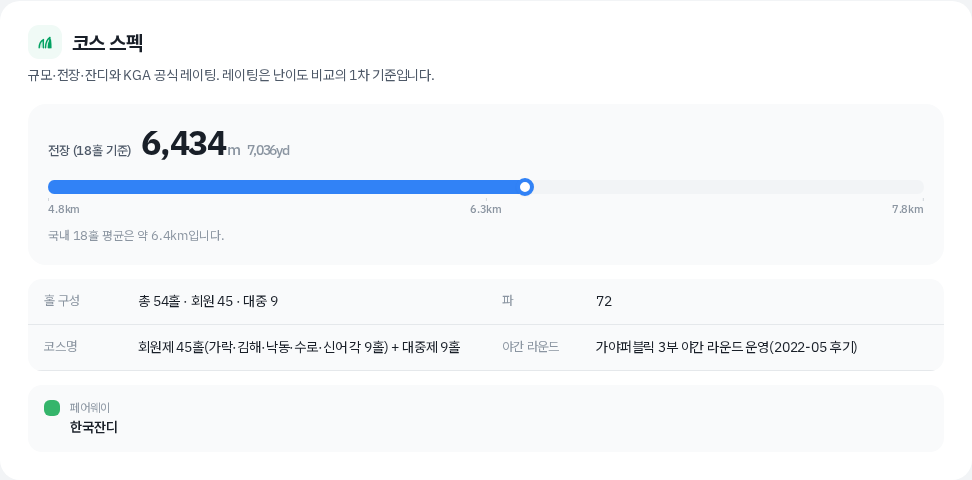 코스 스펙
규모·전장·잔디와 KGA 공식 레이팅. 레이팅은 난이도 비교의 1차 기준입니다.
전장 (18홀 기준) 6,434m 7,036yd
4.8km 6.3km 7.8km
국내 18홀 평균은 약 6.4km입니다.
홀 구성 총 54홀 · 회원 45 · 대중 9 파 72
코스명 회원제 45홀(가락·김해·낙동·수로·신어 각 9홀) + 대중제 9홀 야간 라운드 가야퍼블릭 3부 야간 라운드 운영(2022-05 후기)
페어웨이
한국잔디